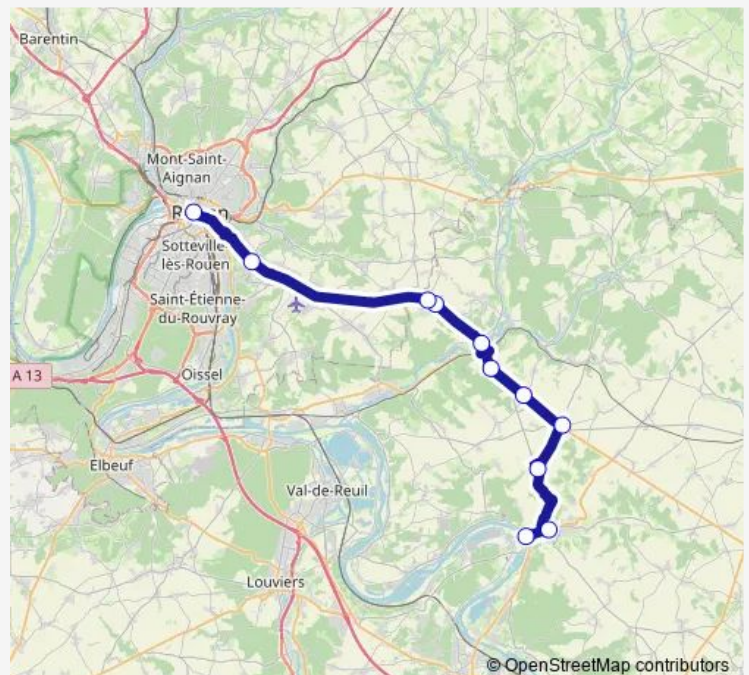 Barentin
Mont-Saint-
Aignan
Sotteville-
lès-Rouen
Saint-Étienne-
du-Rouvray
A 13
Oissel
Elbeuf
Val-de-Reuil
Louviers
© OpenStreetMap contributors